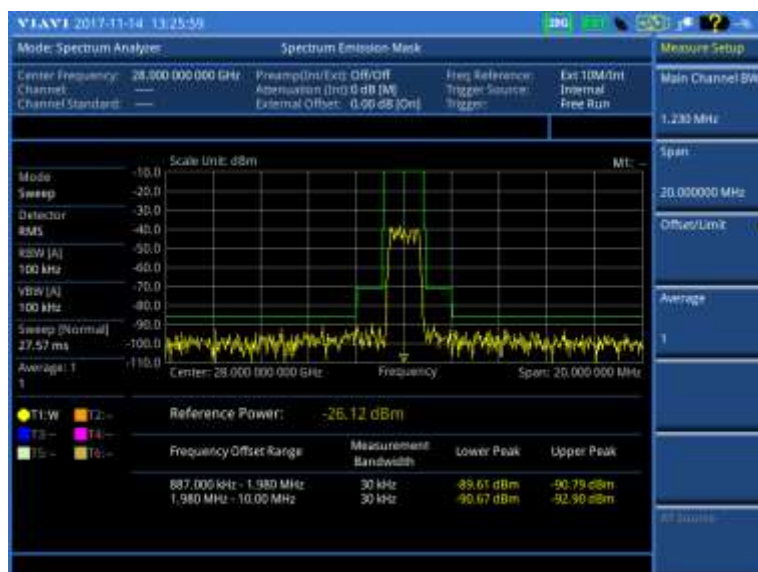 VIAVI 2017-11-14 13:25:59
Mode: Spectrum Analyzer Spectrum Emission Mask Measure Setup
Center Frequency: 28.000 000 000 GHz Preamp(Int/Ext): Off/Off Freq Reference: Ext 10M/Int
Channel: --- Attenuation (Int): 0 dB [M] Trigger Source: Internal
Channel Standard: --- External Offset: 0.00 dB [On] Trigger: Free Run
Main Channel BW
1.230 MHz
Scale Unit: dBm M1: --
Span
20.000000 MHz
Mode
Sweep
Detector
RMS
RBW [A]
100 kHz
VBW [A]
100 kHz
Sweep [Normal]
27.57 ms
Average: 1
1
-10.0
-20.0
-30.0
-40.0
-50.0
-60.0
-70.0
-80.0
-90.0
-100.0
-110.0
Offset/Limit
Average
1
Center: 28.000 000 000 GHz Frequency Span: 20.000 000 MHz
T1:W T2:--
T3:-- T4:--
T5:-- T6:--
Reference Power: -26.12 dBm
Frequency Offset Range Measurement Bandwidth Lower Peak Upper Peak
887.000 kHz - 1.980 MHz 30 kHz -89.61 dBm -90.79 dBm
1.980 MHz - 10.00 MHz 30 kHz -90.67 dBm -92.90 dBm